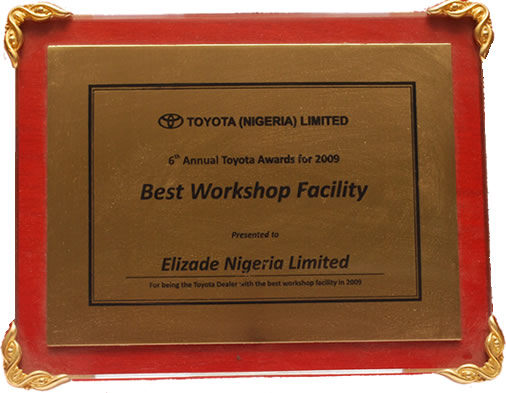 TOYOTA (NIGERIA) LIMITED
6th Annual Toyota Awards for 2009
Best Workshop Facility
Presented to
Elizade Nigeria Limited
For being the Toyota Dealer with the best workshop facility in 2009